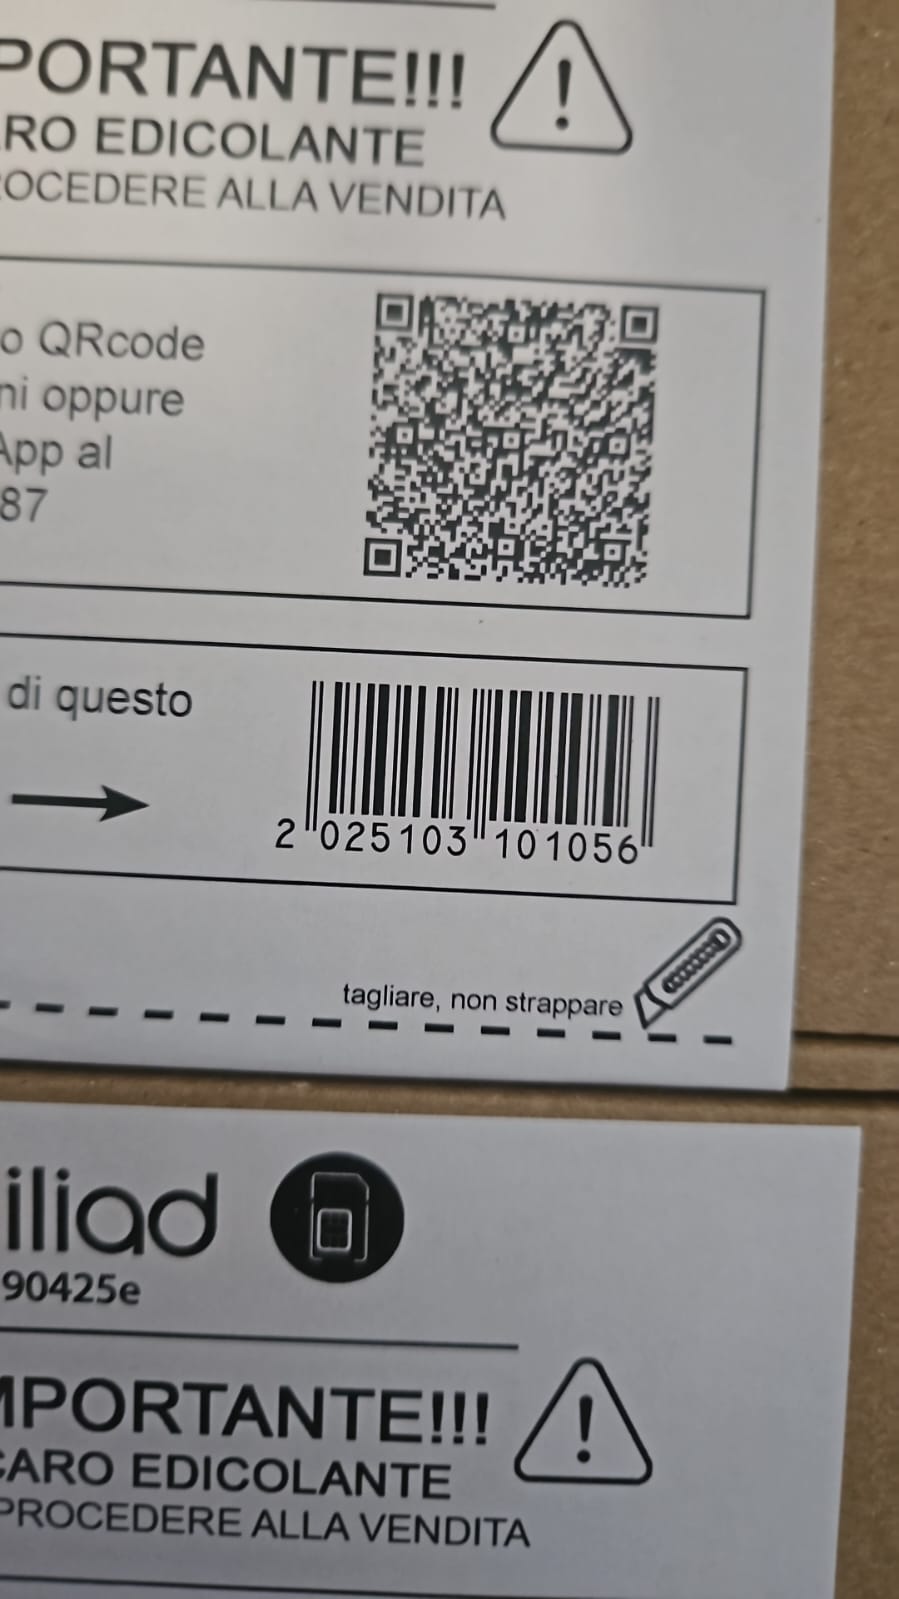 PORTANTE!!!
RO EDICOLANTE
OCEDERE ALLA VENDITA
o QRcode
ni oppure
App al
87
di questo
2 025103 101056
tagliare, non strappare
iliad
90425e
MPORTANTE!!!
CARO EDICOLANTE
PROCEDERE ALLA VENDITA